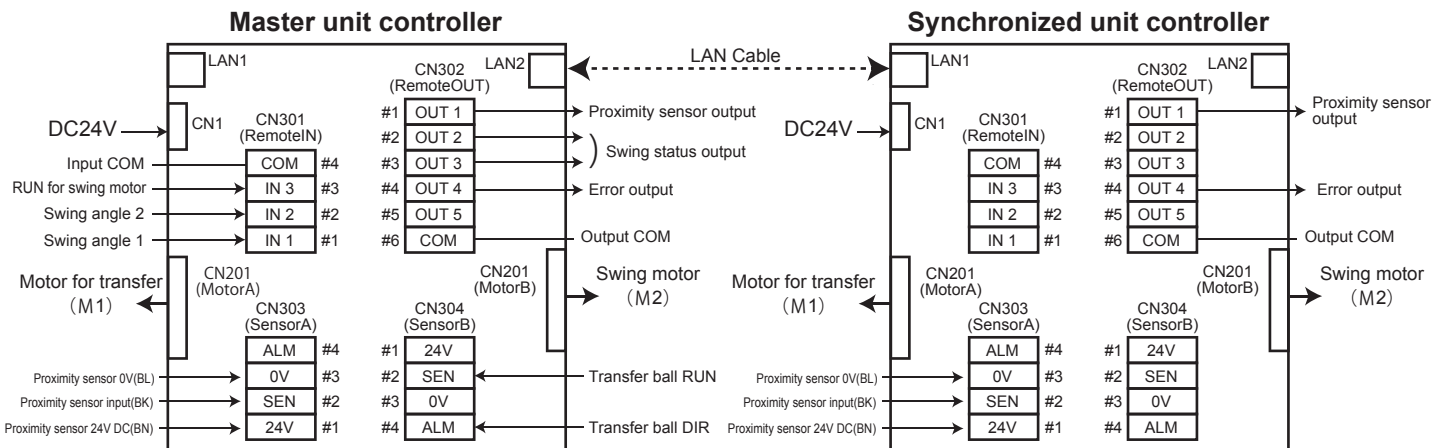 Master unit controller
Synchronized unit controller
LAN1
LAN2
LAN Cable
LAN1
LAN2
CN302
(RemoteOUT)
CN302
(RemoteOUT)
DC24V
CN1
CN301
(RemoteIN)
#1 OUT 1 Proximity sensor output
#2 OUT 2
#3 OUT 3
) Swing status output
#4 OUT 4 Error output
#5 OUT 5
#6 COM Output COM
Input COM COM #4
RUN for swing motor IN 3 #3
Swing angle 2 IN 2 #2
Swing angle 1 IN 1 #1
DC24V
CN1
CN301
(RemoteIN)
COM #4
IN 3 #3
IN 2 #2
IN 1 #1
#1 OUT 1 Proximity sensor
output
#2 OUT 2
#3 OUT 3
#4 OUT 4 Error output
#5 OUT 5
#6 COM Output COM
Motor for transfer
(M1)
CN201
(MotorA)
CN201
(MotorB)
Swing motor
(M2)
Motor for transfer
(M1)
CN201
(MotorA)
CN201
(MotorB)
Swing motor
(M2)
CN303
(SensorA)
ALM #4
Proximity sensor 0V(BL) 0V #3
Proximity sensor input(BK) SEN #2
Proximity sensor 24V DC(BN) 24V #1
CN304
(SensorB)
#1 24V
#2 SEN Transfer ball RUN
#3 0V
#4 ALM Transfer ball DIR
CN303
(SensorA)
ALM #4
Proximity sensor 0V(BL) 0V #3
Proximity sensor input(BK) SEN #2
Proximity sensor 24V DC(BN) 24V #1
CN304
(SensorB)
#1 24V
#2 SEN
#3 0V
#4 ALM